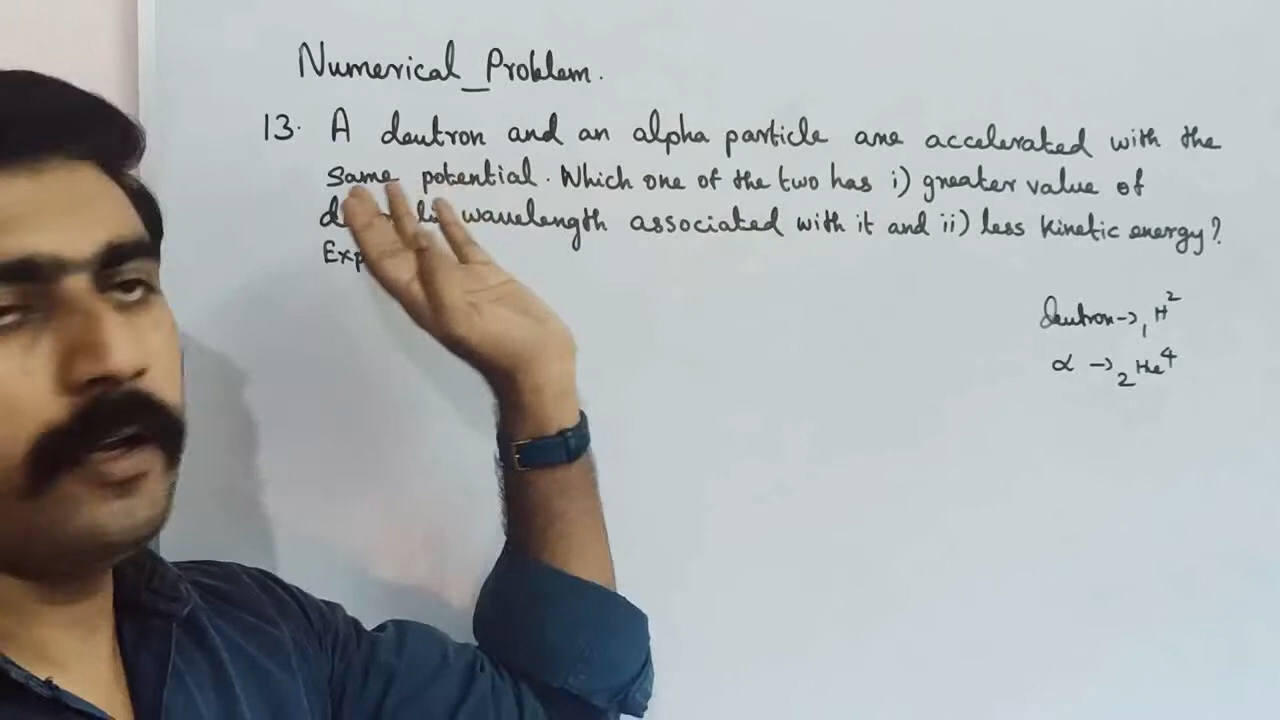 Numerical_Problem.
13. A deutron and an alpha particle are accelerated with the
same potential. Which one of the two has i) greater value of
wavelength associated with it and ii) less kinetic energy?
deutron → ₁H²
α → ₂He⁴